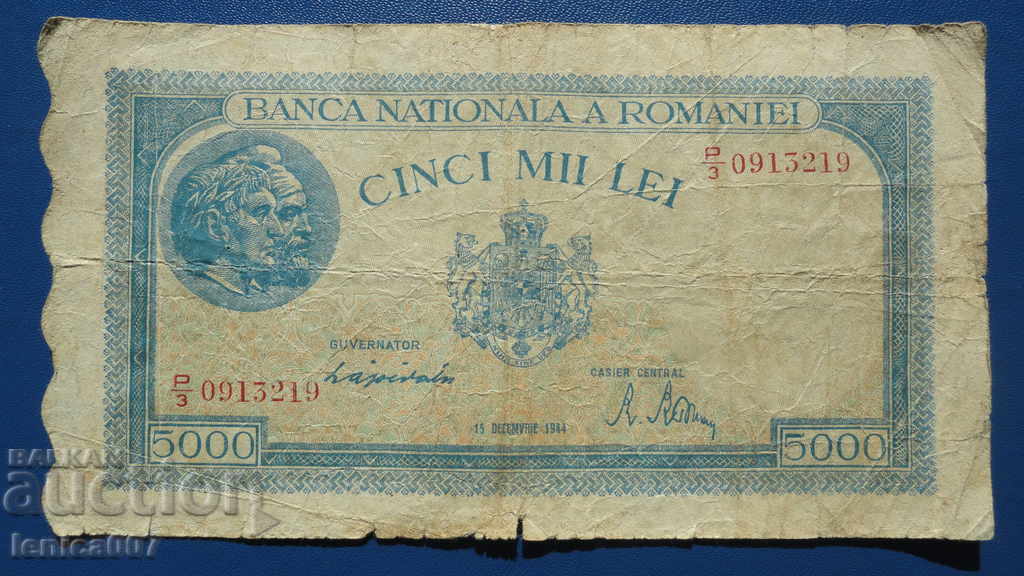 BANCA NATIONALA A ROMANIEI
CINCI MII LEI
P/3 0913219
GUVERNATOR
CASIER CENTRAL
P/3 0913219
15 DECEMVRIE 1944
5000
5000
BALKAN
auction
lenica007